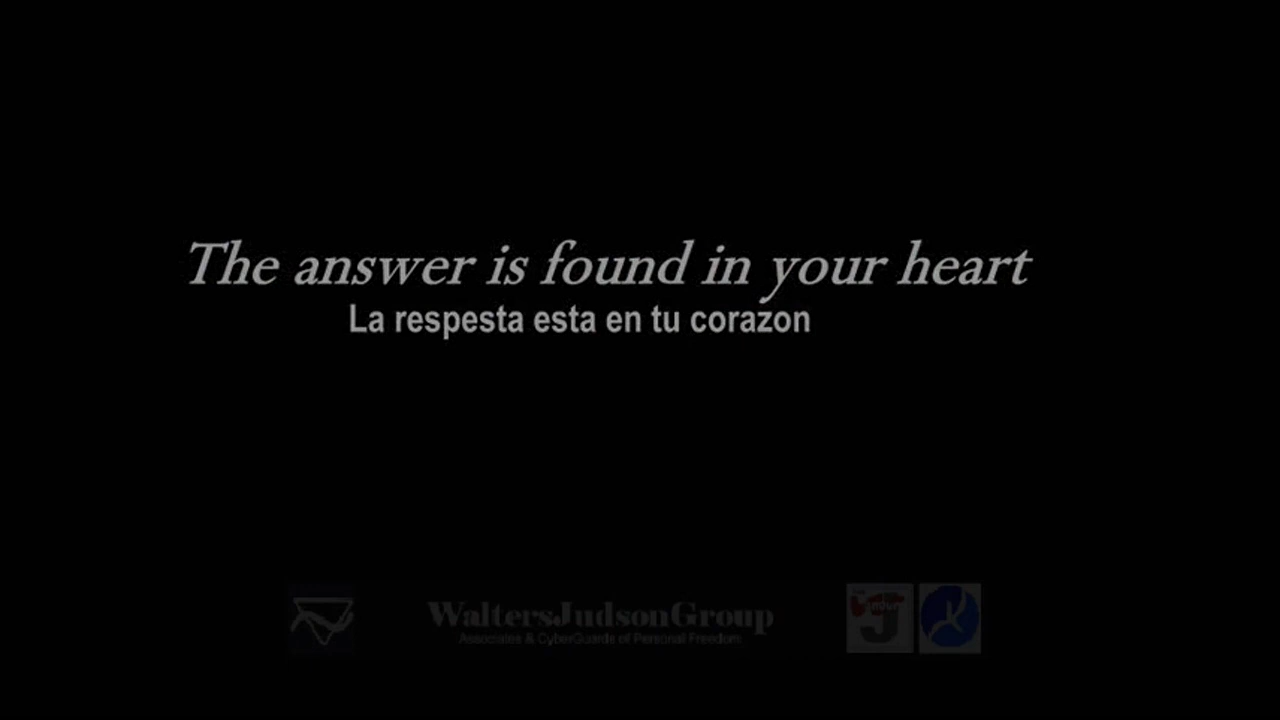 The answer is found in your heart
La respesta esta en tu corazon
WaltersJudsonGroup
Associates & CyberGuards of Personal Freedom
J